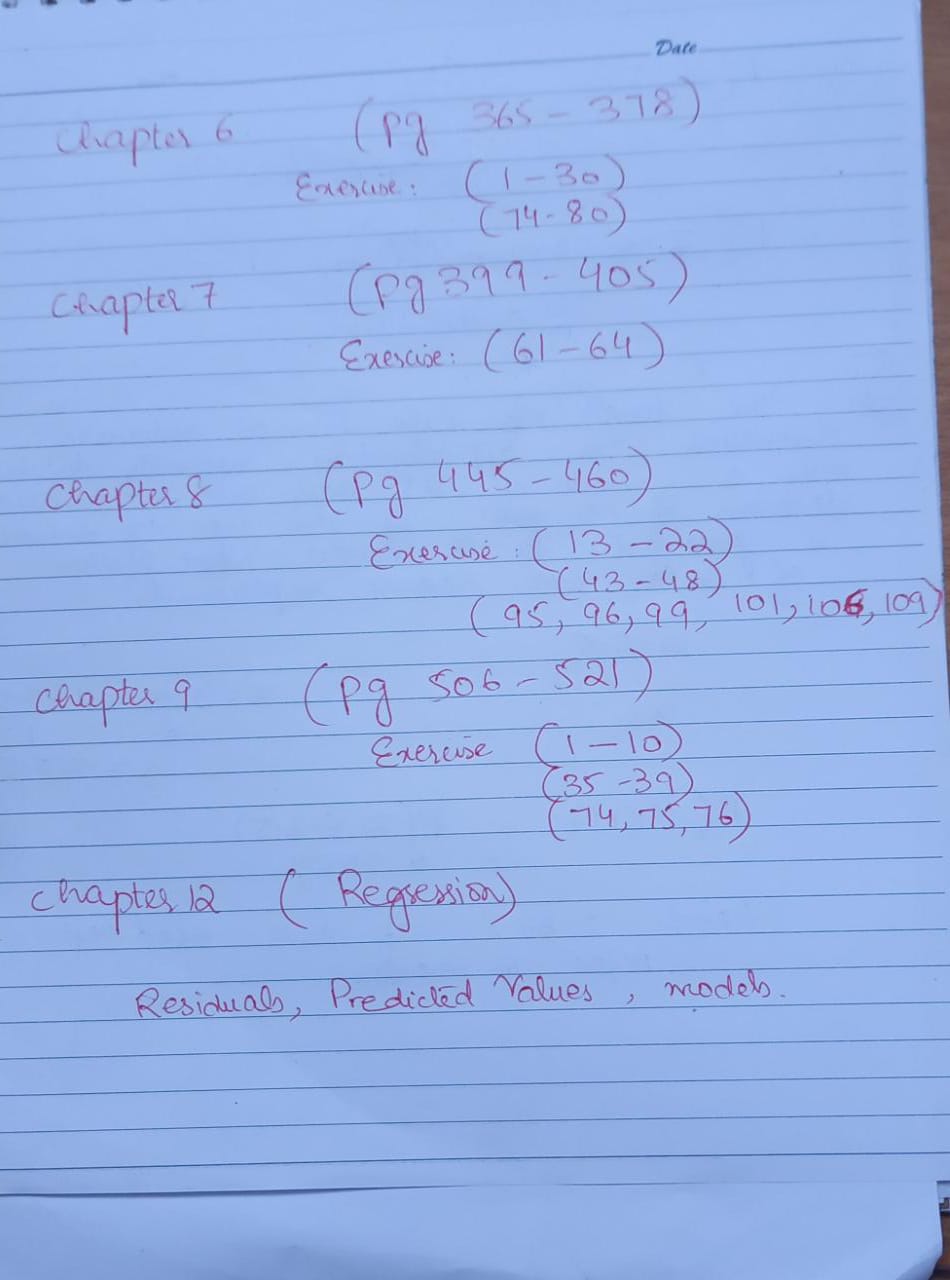 Date
Chapter 6 (Pg 365 - 378)
Exercise: (1 - 30)
(74 - 80)
Chapter 7 (Pg 399 - 405)
Exercise: (61 - 64)
Chapter 8 (Pg 445 - 460)
Exercise: (13 - 22)
(43 - 48)
(95, 96, 99, 101, 106, 109)
Chapter 9 (Pg 506 - 521)
Exercise (1 - 10)
(35 - 39)
(74, 75, 76)
Chapter 12 (Regression)
Residuals, Predicted Values, models.